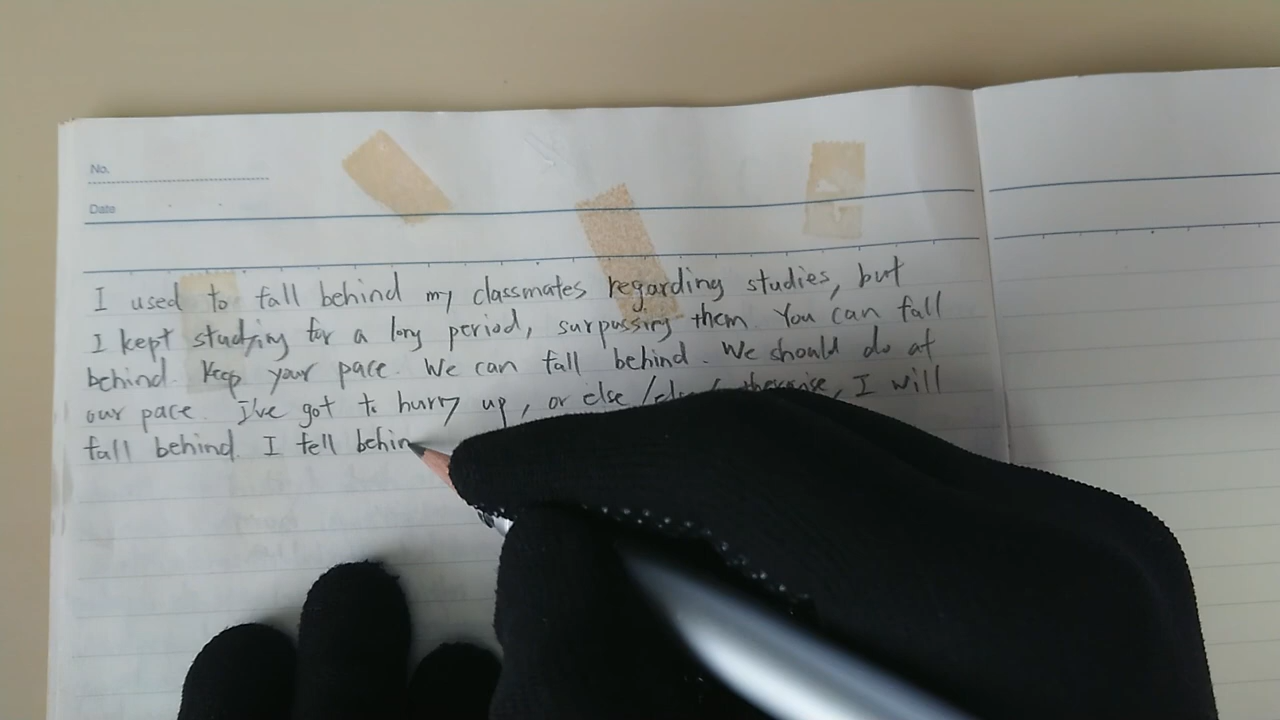 No.
Date
I used to fall behind my classmates regarding studies, but
I kept studying for a long period, surpassing them. You can fall
behind. Keep your pace. We can fall behind. We should do at
our pace. I've got to hurry up, or else / otherwise, I will
fall behind. I fell behin